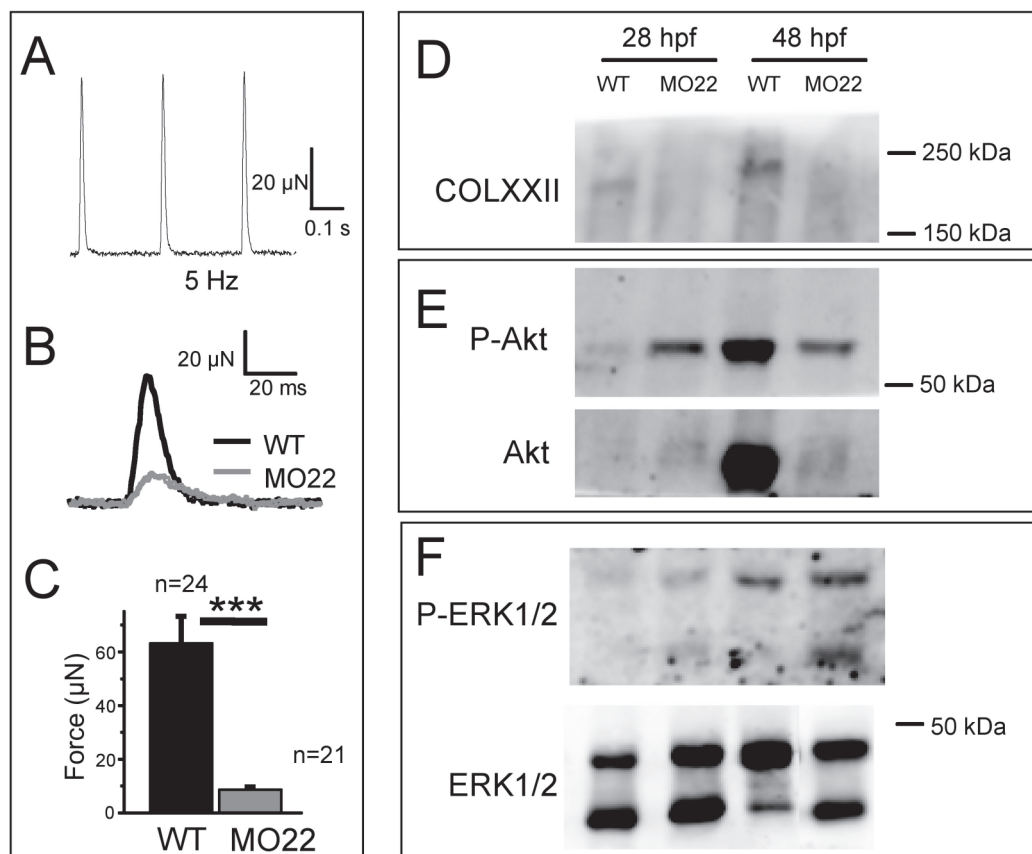 A
20 µN
0.1 s
5 Hz
B
20 µN
20 ms
WT
MO22
C
n=24
***
60
40
20
0
Force (µN)
n=21
WT MO22
D
28 hpf 48 hpf
WT MO22 WT MO22
250 kDa
COLXXII
150 kDa
E
P-Akt
50 kDa
Akt
F
P-ERK1/2
50 kDa
ERK1/2